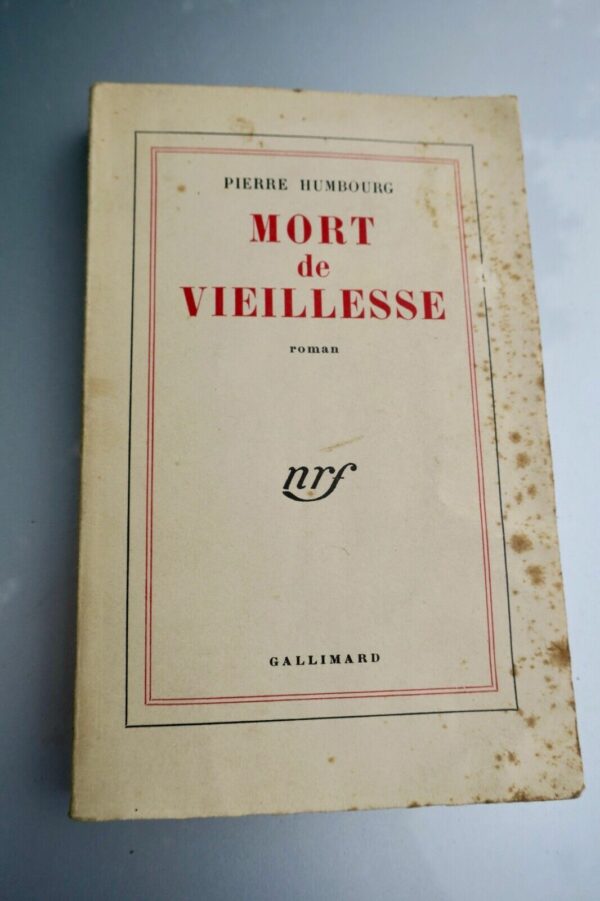 PIERRE HUMBOURG
MORT
de
VIEILLESSE
roman
nrf
GALLIMARD